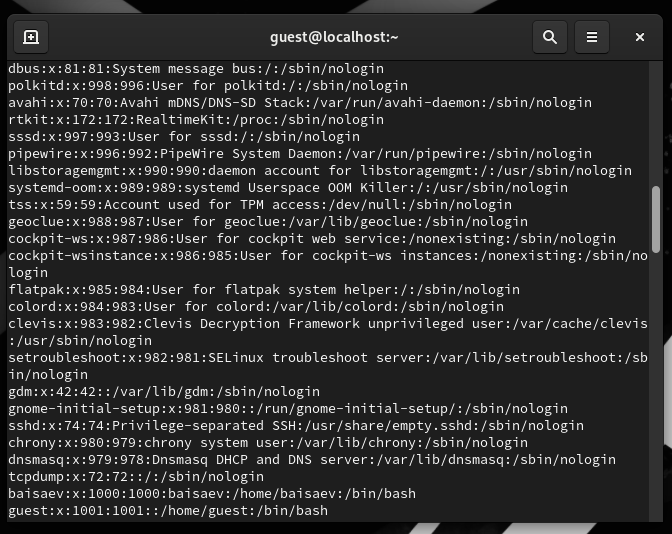 guest@localhost:~
dbus:x:81:81:System message bus:/:/sbin/nologin
polkitd:x:998:996:User for polkitd:/:/sbin/nologin
avahi:x:70:70:Avahi mDNS/DNS-SD Stack:/var/run/avahi-daemon:/sbin/nologin
rtkit:x:172:172:RealtimeKit:/proc:/sbin/nologin
sssd:x:997:993:User for sssd:/:/sbin/nologin
pipewire:x:996:992:PipeWire System Daemon:/var/run/pipewire:/sbin/nologin
libstoragemgmt:x:990:990:daemon account for libstoragemgmt:/:/usr/sbin/nologin
systemd-oom:x:989:989:systemd Userspace OOM Killer:/:/usr/sbin/nologin
tss:x:59:59:Account used for TPM access:/dev/null:/sbin/nologin
geoclue:x:988:987:User for geoclue:/var/lib/geoclue:/sbin/nologin
cockpit-ws:x:987:986:User for cockpit web service:/nonexisting:/sbin/nologin
cockpit-wsinstance:x:986:985:User for cockpit-ws instances:/nonexisting:/sbin/no
login
flatpak:x:985:984:User for flatpak system helper:/:/sbin/nologin
colord:x:984:983:User for colord:/var/lib/colord:/sbin/nologin
clevis:x:983:982:Clevis Decryption Framework unprivileged user:/var/cache/clevis
:/usr/sbin/nologin
setroubleshoot:x:982:981:SELinux troubleshoot server:/var/lib/setroubleshoot:/sb
in/nologin
gdm:x:42:42::/var/lib/gdm:/sbin/nologin
gnome-initial-setup:x:981:980::/run/gnome-initial-setup/:/sbin/nologin
sshd:x:74:74:Privilege-separated SSH:/usr/share/empty.sshd:/sbin/nologin
chrony:x:980:979:chrony system user:/var/lib/chrony:/sbin/nologin
dnsmasq:x:979:978:Dnsmasq DHCP and DNS server:/var/lib/dnsmasq:/sbin/nologin
tcpdump:x:72:72::/:/sbin/nologin
baisaev:x:1000:1000:baisaev:/home/baisaev:/bin/bash
guest:x:1001:1001::/home/guest:/bin/bash